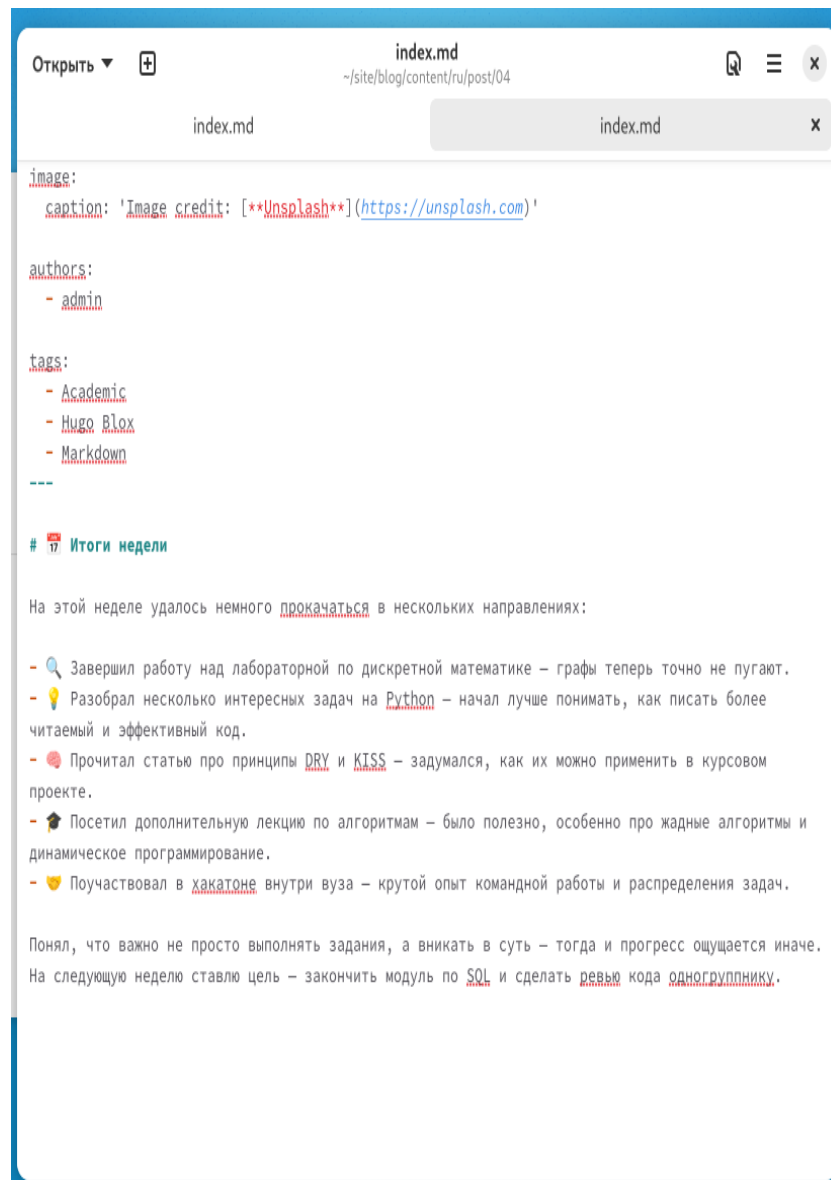 Открыть
index.md
~/site/blog/content/ru/post/04
index.md
index.md
image:
  caption: 'Image credit: [**Unsplash**](https://unsplash.com)'
authors:
  - admin
tags:
  - Academic
  - Hugo Blox
  - Markdown
---
# 📅 Итоги недели
На этой неделе удалось немного прокачаться в нескольких направлениях:
- 🔍 Завершил работу над лабораторной по дискретной математике — графы теперь точно не пугают.
- 💡 Разобрал несколько интересных задач на Python — начал лучше понимать, как писать более
читаемый и эффективный код.
- 🧠 Прочитал статью про принципы DRY и KISS — задумался, как их можно применить в курсовом
проекте.
- 🎓 Посетил дополнительную лекцию по алгоритмам — было полезно, особенно про жадные алгоритмы и
динамическое программирование.
- 🤝 Поучаствовал в хакатоне внутри вуза — крутой опыт командной работы и распределения задач.
Понял, что важно не просто выполнять задания, а вникать в суть — тогда и прогресс ощущается иначе.
На следующую неделю ставлю цель — закончить модуль по SQL и сделать ревью кода одногруппнику.